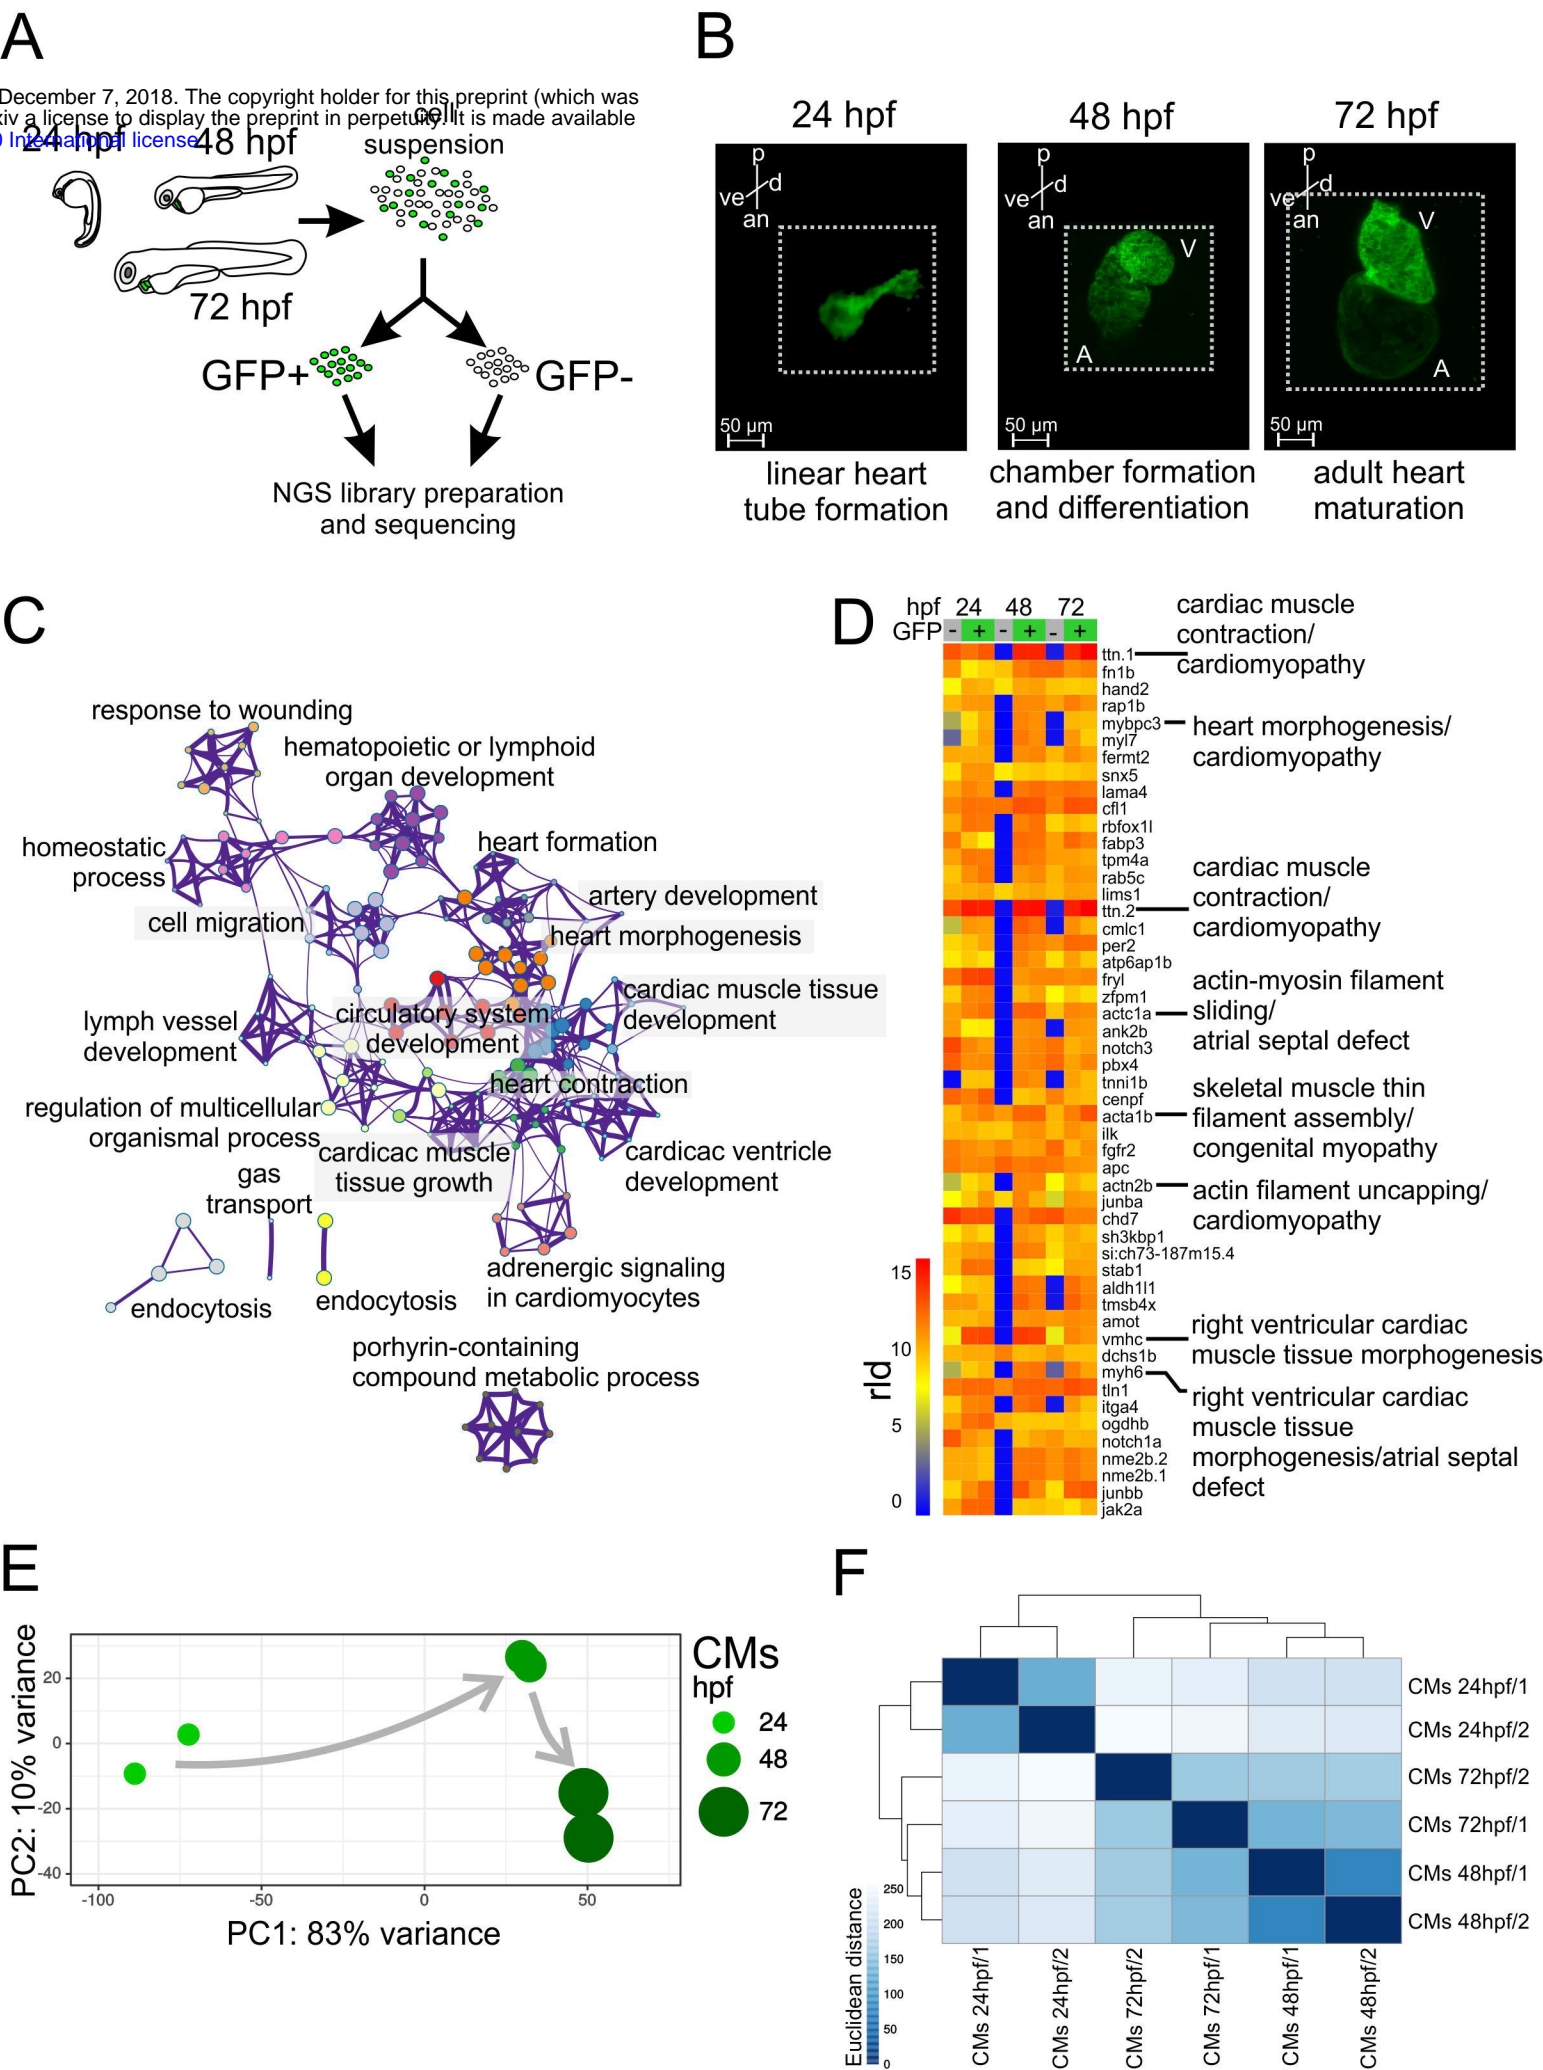 A
December 7, 2018. The copyright holder for this preprint (which was
xiv a license to display the preprint in perpetuity. It is made available
0 International license
24 hpf
48 hpf
72 hpf
cell
suspension
GFP+
GFP-
NGS library preparation
and sequencing
B
24 hpf
48 hpf
72 hpf
p
d
ve
an
50 µm
p
d
ve
an
V
A
50 µm
p
d
ve
an
V
A
50 µm
linear heart
tube formation
chamber formation
and differentiation
adult heart
maturation
C
response to wounding
hematopoietic or lymphoid
organ development
homeostatic
process
heart formation
cell migration
artery development
heart morphogenesis
cardiac muscle tissue
development
circulatory system
development
lymph vessel
development
heart contraction
regulation of multicellular
organismal process
cardicac muscle
tissue growth
cardicac ventricle
development
gas
transport
endocytosis
endocytosis
adrenergic signaling
in cardiomyocytes
porhyrin-containing
compound metabolic process
D
hpf 24 48 72
GFP - + - + - +
ttn.1
fn1b
hand2
rap1b
mybpc3
myl7
fermt2
snx5
lama4
cfl1
rbfox1l
fabp3
tpm4a
rab5c
lims1
ttn.2
cmlc1
per2
atp6ap1b
fryl
zfpm1
actc1a
ank2b
notch3
pbx4
tnni1b
cenpf
acta1b
ilk
fgfr2
apc
actn2b
junba
chd7
sh3kbp1
si:ch73-187m15.4
stab1
aldh1l1
tmsb4x
amot
vmhc
dchs1b
myh6
tln1
itga4
ogdhb
notch1a
nme2b.2
nme2b.1
junbb
jak2a
cardiac muscle
contraction/
cardiomyopathy
heart morphogenesis/
cardiomyopathy
cardiac muscle
contraction/
cardiomyopathy
actin-myosin filament
sliding/
atrial septal defect
skeletal muscle thin
filament assembly/
congenital myopathy
actin filament uncapping/
cardiomyopathy
right ventricular cardiac
muscle tissue morphogenesis
right ventricular cardiac
muscle tissue
morphogenesis/atrial septal
defect
rld
15
10
5
0
E
PC2: 10% variance
20
0
-20
-40
-100
-50
0
50
PC1: 83% variance
CMs
hpf
24
48
72
F
CMs 24hpf/1
CMs 24hpf/2
CMs 72hpf/2
CMs 72hpf/1
CMs 48hpf/1
CMs 48hpf/2
Euclidean distance
250
200
150
100
50
0
CMs 24hpf/1
CMs 24hpf/2
CMs 72hpf/2
CMs 72hpf/1
CMs 48hpf/1
CMs 48hpf/2